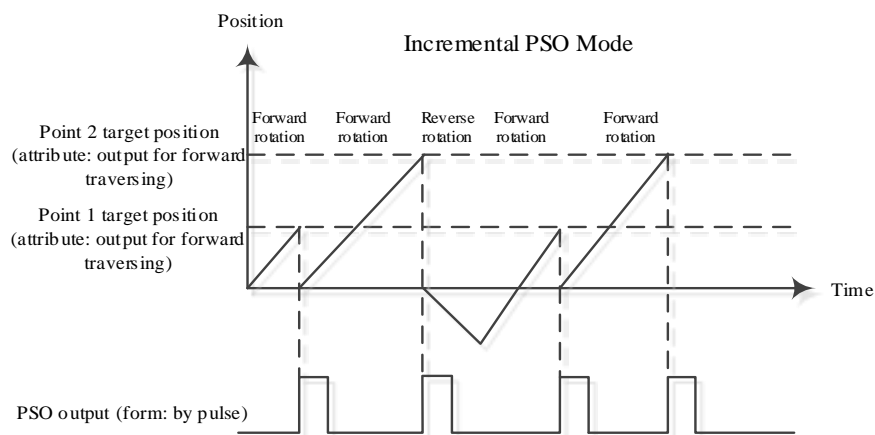 Position
Incremental PSO Mode
Forward rotation
Forward rotation
Reverse rotation
Forward rotation
Forward rotation
Point 2 target position
(attribute: output for forward
traversing)
Point 1 target position
(attribute: output for forward
traversing)
Time
PSO output (form: by pulse)